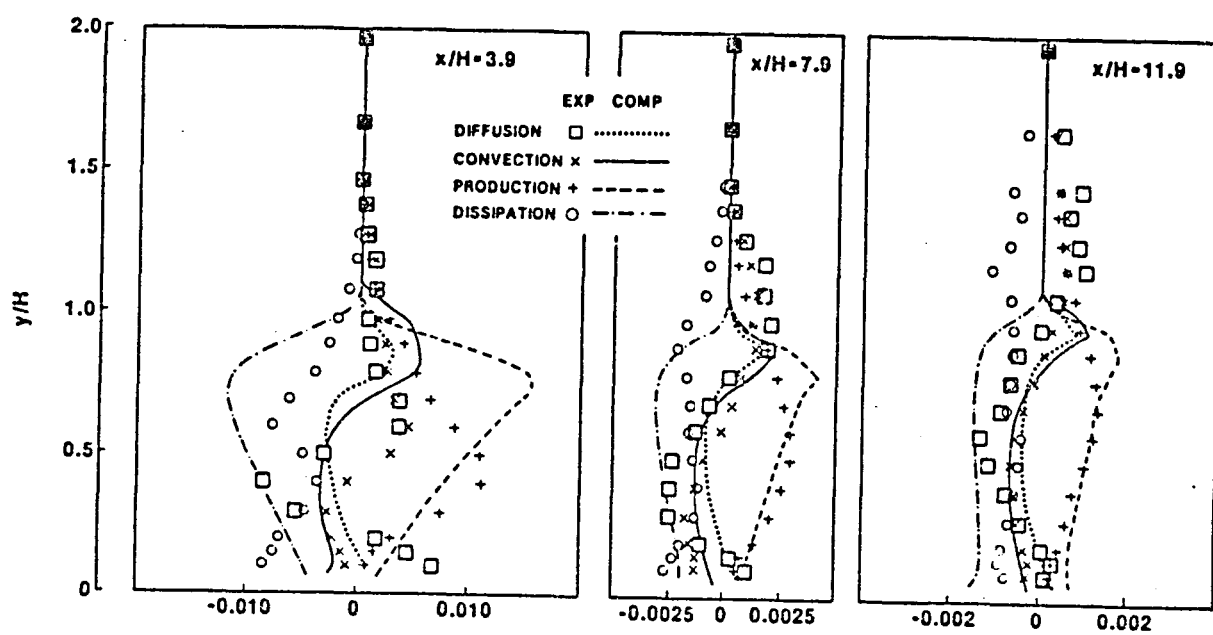 2.0
1.5
1.0
0.5
0
y/H
x/H=3.9
x/H=7.9
x/H=11.9
EXP COMP
DIFFUSION
CONVECTION
PRODUCTION
DISSIPATION
-0.010 0 0.010
-0.0025 0 0.0025
-0.002 0 0.002